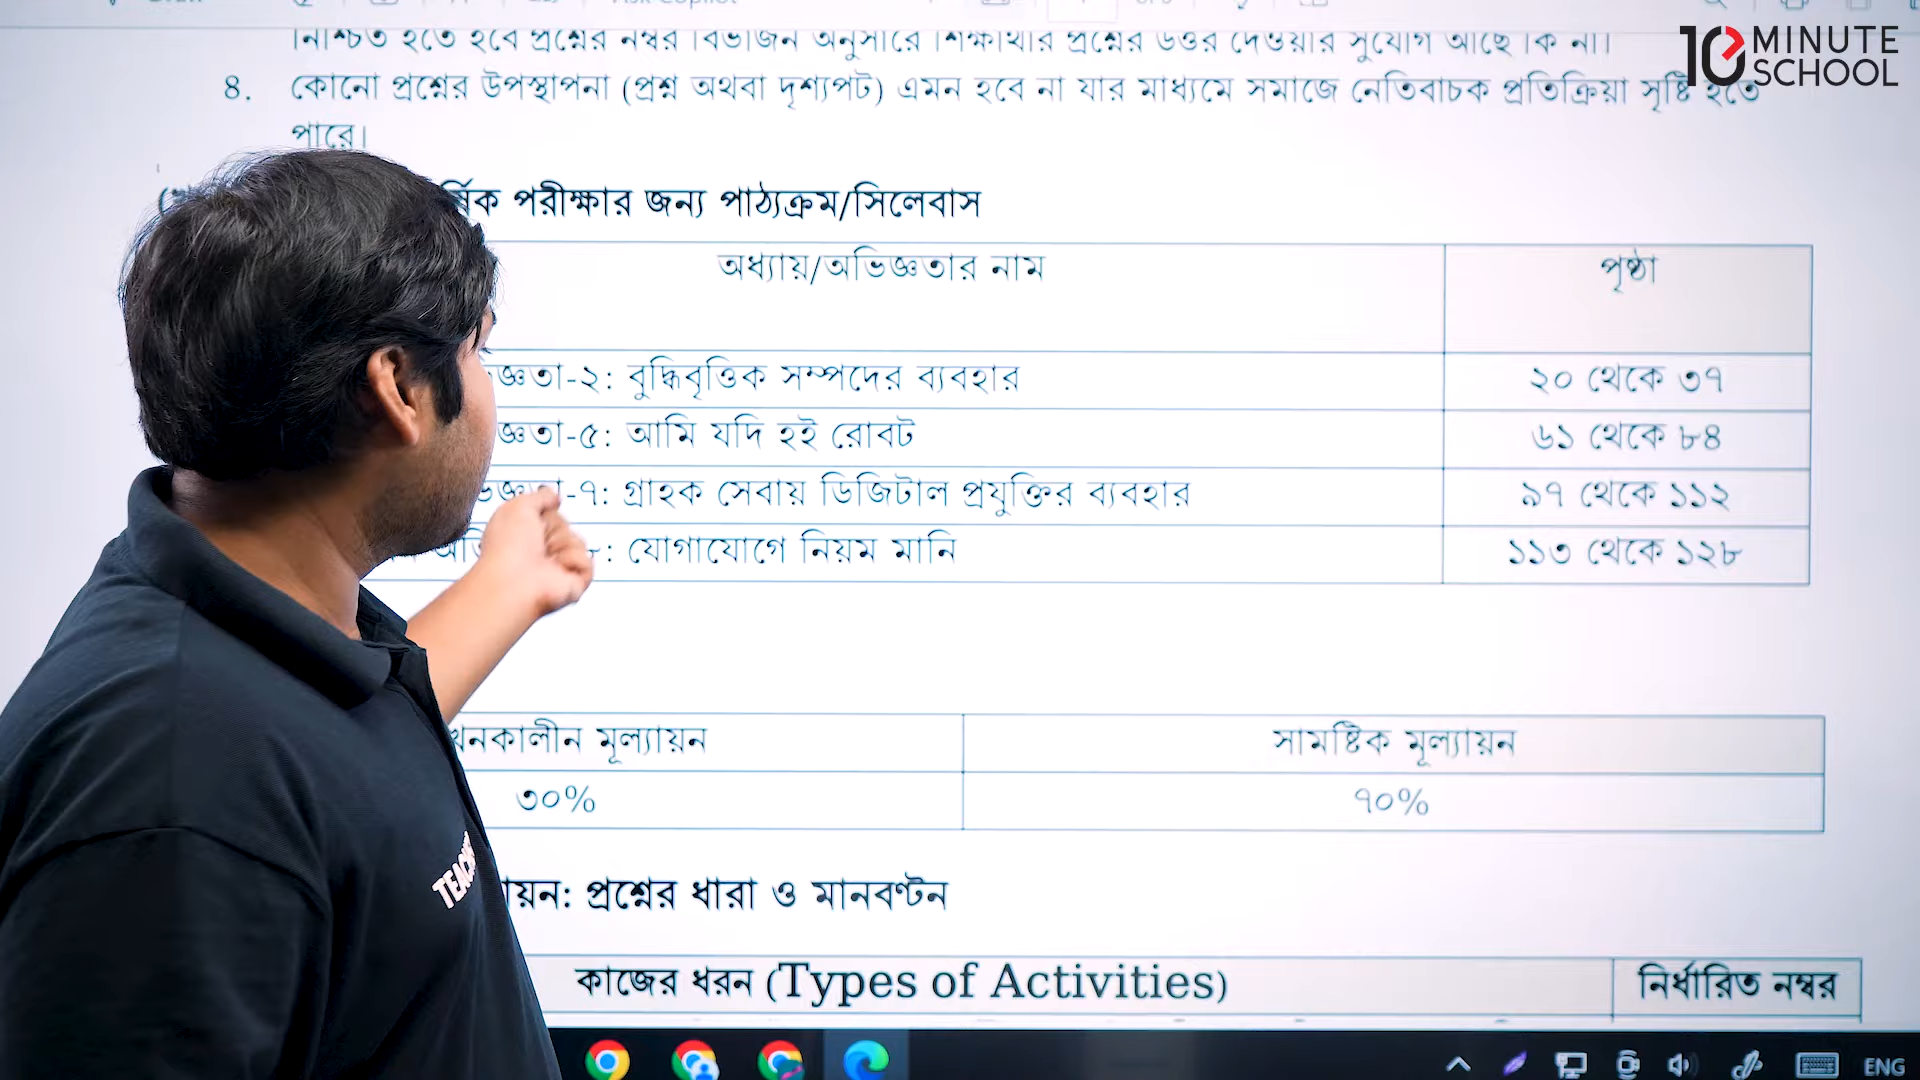 নিশ্চিত হতে হবে প্রশ্নের নম্বর বিভাজন অনুসারে শিক্ষার্থীর প্রশ্নের উত্তর দেওয়ার সুযোগ আছে কি না।
10 MINUTE SCHOOL
8. কোনো প্রশ্নের উপস্থাপনা (প্রশ্ন অথবা দৃশ্যপট) এমন হবে না যার মাধ্যমে সমাজে নেতিবাচক প্রতিক্রিয়া সৃষ্টি হতে
পারে।
র্ষিক পরীক্ষার জন্য পাঠ্যক্রম/সিলেবাস
অধ্যায়/অভিজ্ঞতার নাম পৃষ্ঠা
জ্ঞতা-২: বুদ্ধিবৃত্তিক সম্পদের ব্যবহার ২০ থেকে ৩৭
জ্ঞতা-৫: আমি যদি হই রোবট ৬১ থেকে ৮৪
-৭: গ্রাহক সেবায় ডিজিটাল প্রযুক্তির ব্যবহার ৯৭ থেকে ১১২
: যোগাযোগে নিয়ম মানি ১১৩ থেকে ১২৮
খনকালীন মূল্যায়ন সামষ্টিক মূল্যায়ন
৩০% ৭০%
ায়ন: প্রশ্নের ধারা ও মানবণ্টন
কাজের ধরন (Types of Activities) নির্ধারিত নম্বর
ENG